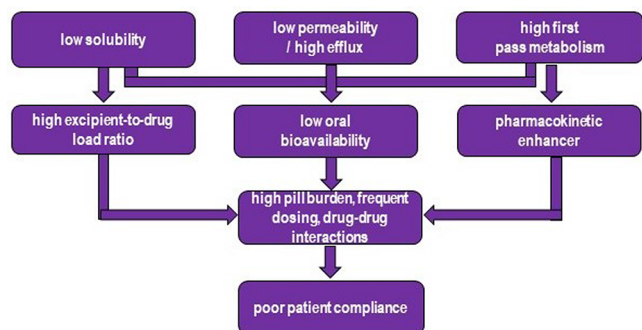 low solubility
low permeability
/ high efflux
high first
pass metabolism
high excipient-to-drug
load ratio
low oral
bioavailability
pharmacokinetic
enhancer
high pill burden, frequent
dosing, drug-drug
interactions
poor patient compliance